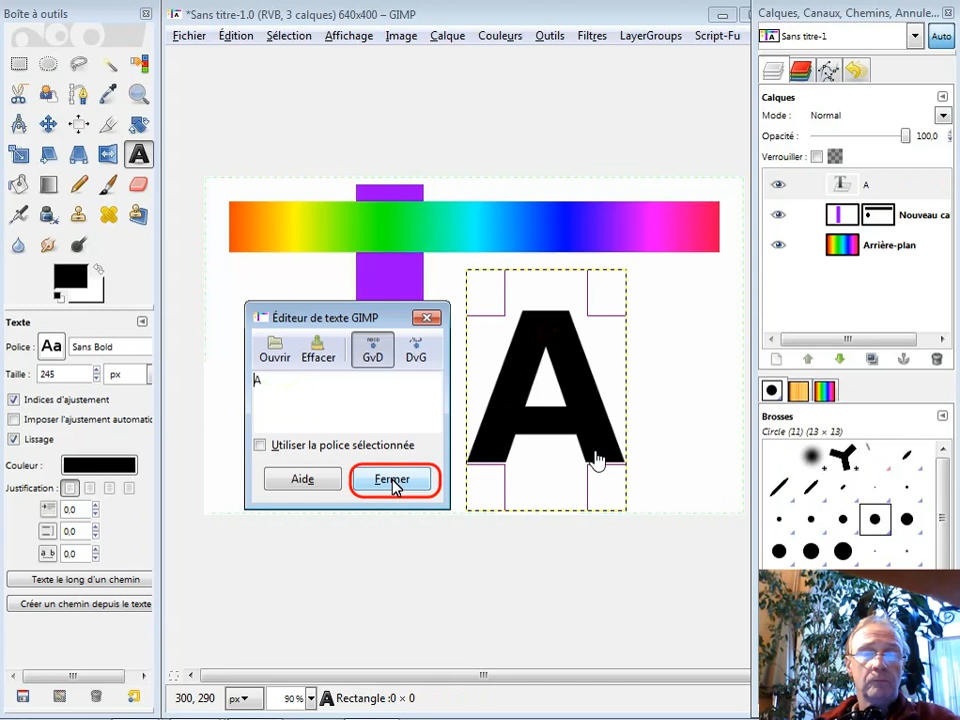 Boîte à outils
*Sans titre-1.0 (RVB, 3 calques) 640x400 – GIMP
Calques, Canaux, Chemins, Annule...
Fichier Édition Sélection Affichage Image Calque Couleurs Outils Filtres LayerGroups Script-Fu
Sans titre-1 Auto
Calques
Mode : Normal
Opacité : 100,0
Verrouiller :
A
Nouveau ca
Arrière-plan
Texte
Police : Aa Sans Bold
Taille : 245 px
Indices d'ajustement
Imposer l'ajustement automatic
Lissage
Couleur :
Justification :
0,0
0,0
a_b 0,0
Texte le long d'un chemin
Créer un chemin depuis le texte
Éditeur de texte GIMP
Ouvrir Effacer GvD DvG
A
Utiliser la police sélectionnée
Aide Fermer
A
Brosses
Circle (11) (13 × 13)
300, 290 px 90 % Rectangle :0 × 0